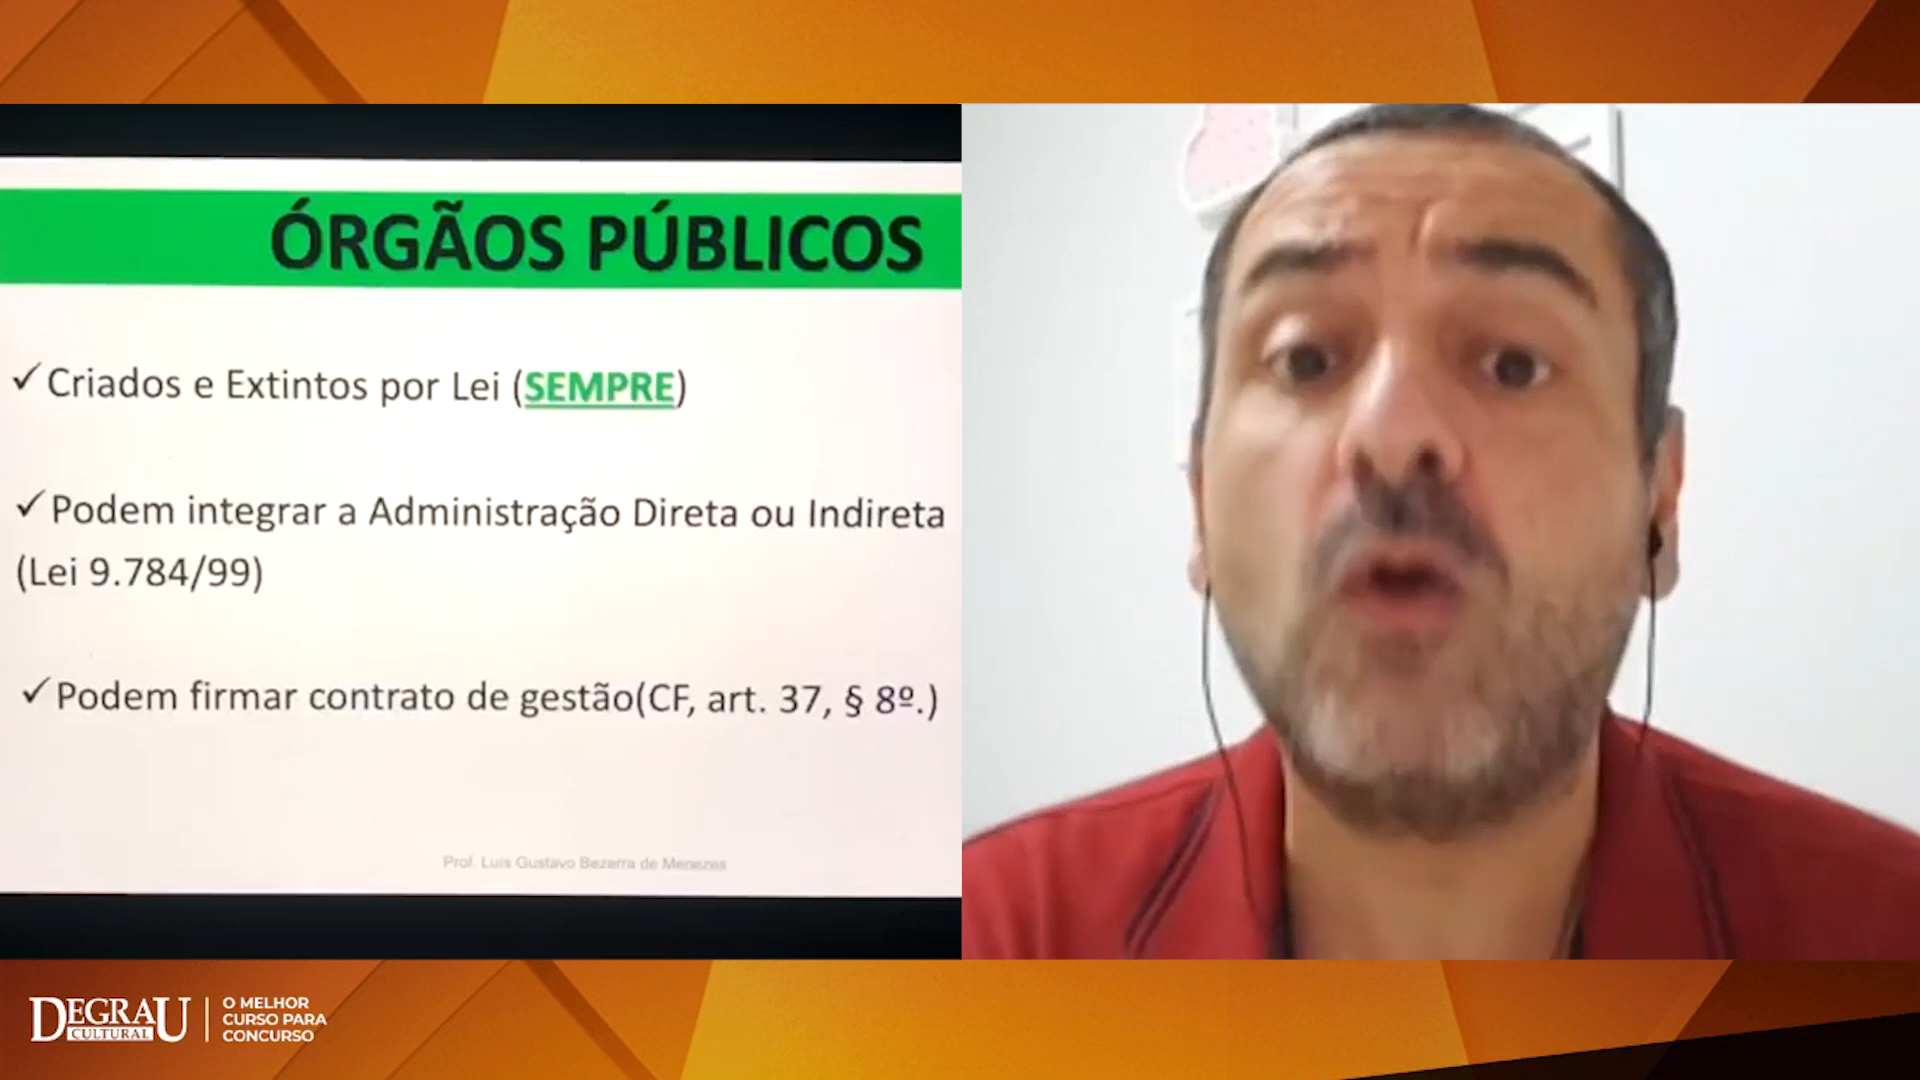 ÓRGÃOS PÚBLICOS
✓Criados e Extintos por Lei (SEMPRE)
✓Podem integrar a Administração Direta ou Indireta
(Lei 9.784/99)
✓Podem firmar contrato de gestão(CF, art. 37, § 8º.)
Prof. Luis Gustavo Bezerra de Menezes
DEGRAU
CULTURAL
O MELHOR
CURSO PARA
CONCURSO